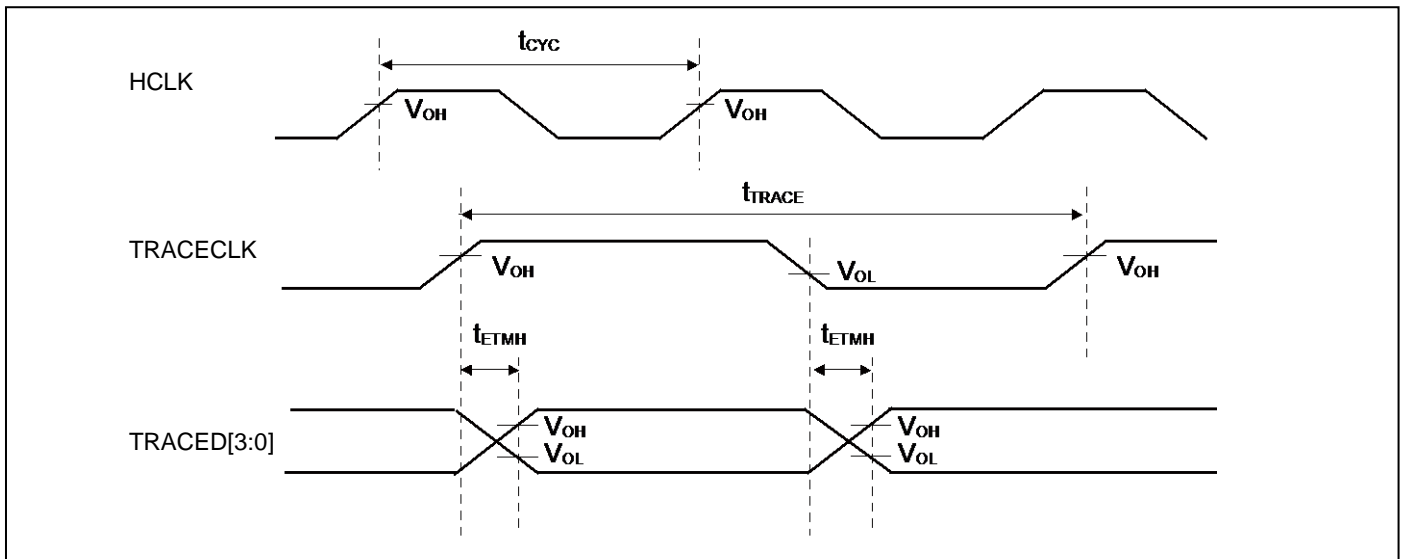 tCYC
HCLK
VOH VOH
tTRACE
TRACECLK
VOH VOL VOH
tETMH tETMH
TRACED[3:0]
VOH VOH
VOL VOL